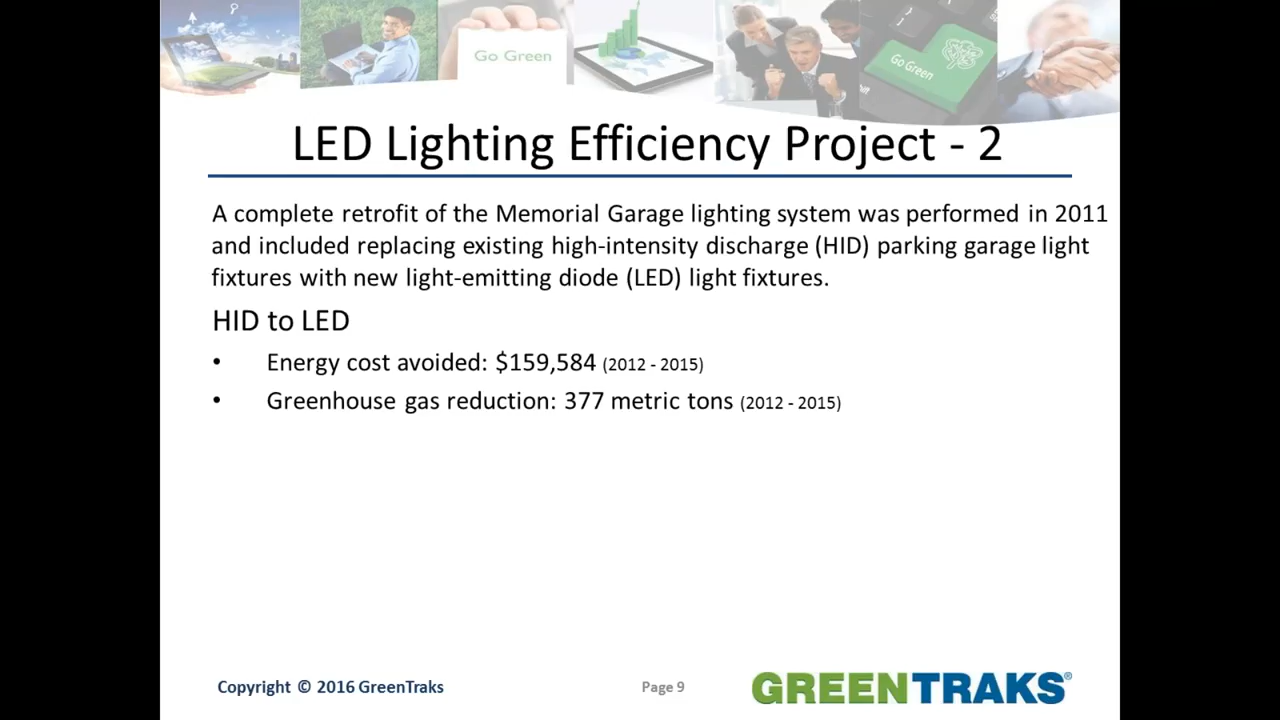 Go Green
Go Green
LED Lighting Efficiency Project - 2
A complete retrofit of the Memorial Garage lighting system was performed in 2011
and included replacing existing high-intensity discharge (HID) parking garage light
fixtures with new light-emitting diode (LED) light fixtures.
HID to LED
• Energy cost avoided: $159,584 (2012 - 2015)
• Greenhouse gas reduction: 377 metric tons (2012 - 2015)
Copyright © 2016 GreenTraks
Page 9
GREENTRAKS®